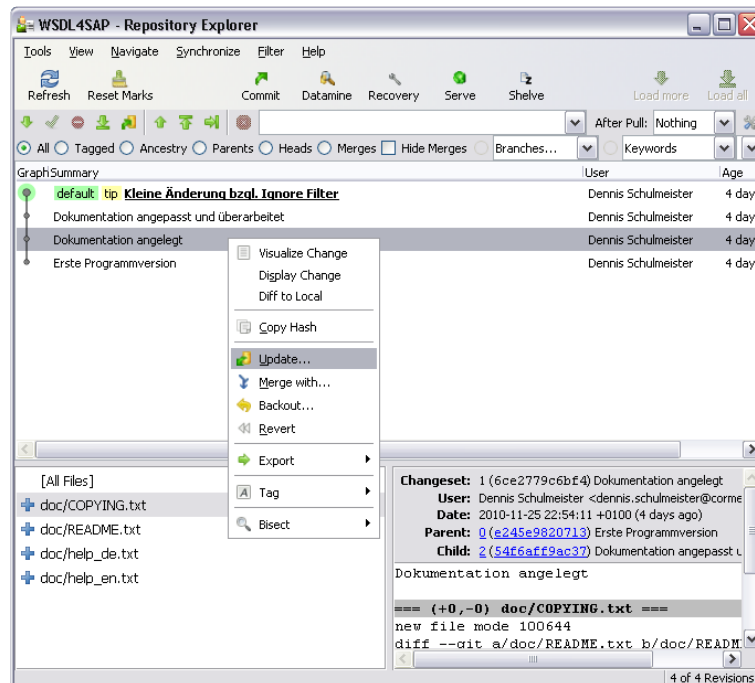 WSDL4SAP - Repository Explorer
Tools View Navigate Synchronize Filter Help
Refresh Reset Marks Commit Datamine Recovery Serve Shelve Load more Load all
After Pull: Nothing
All Tagged Ancestry Parents Heads Merges Hide Merges Branches... Keywords
Graph Summary User Age
default tip Kleine Änderung bzgl. Ignore Filter Dennis Schulmeister 4 day
Dokumentation angepasst und überarbeitet Dennis Schulmeister 4 day
Dokumentation angelegt Dennis Schulmeister 4 day
Erste Programmversion Dennis Schulmeister 4 day
Visualize Change
Display Change
Diff to Local
Copy Hash
Update...
Merge with...
Backout...
Revert
Export
Tag
Bisect
[All Files]
doc/COPYING.txt
doc/README.txt
doc/help_de.txt
doc/help_en.txt
Changeset: 1 (6ce2779c6bf4) Dokumentation angelegt
User: Dennis Schulmeister <dennis.schulmeister@corme
Date: 2010-11-25 22:54:11 +0100 (4 days ago)
Parent: 0 (e245e9820713) Erste Programmversion
Child: 2 (54f6aff9ac37) Dokumentation angepasst u
Dokumentation angelegt
=== (+0,-0) doc/COPYING.txt ===
new file mode 100644
diff --git a/doc/README.txt b/doc/READM
4 of 4 Revisions